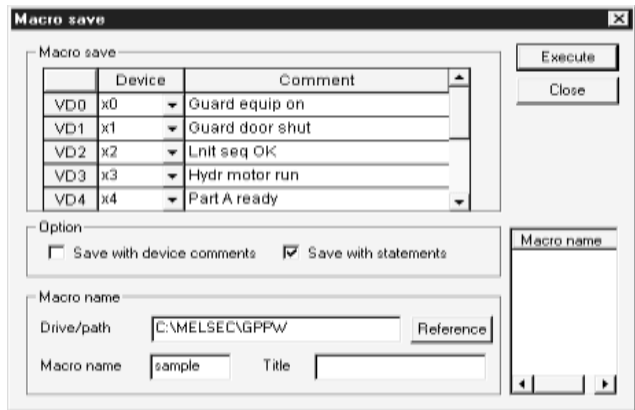 Macro save
Macro save
Execute
Device Comment
Close
VD0 x0 Guard equip on
VD1 x1 Guard door shut
VD2 x2 Lnit seq OK
VD3 x3 Hydr motor run
VD4 x4 Part A ready
Option
Save with device comments Save with statements
Macro name
Macro name
Drive/path C:\MELSEC\GPPW Reference
Macro name sample Title